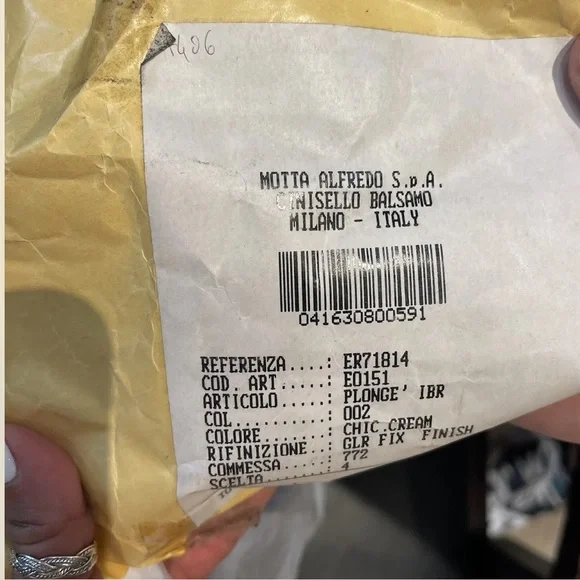 406
MOTTA ALFREDO S.p.A.
CINISELLO BALSAMO
MILANO - ITALY
041630800591
REFERENZA....: ER71814
COD. ART.....: E0151
ARTICOLO.....: PLONGE' IBR
COL..........: 002
COLORE.......: CHIC.CREAM
RIFINIZIONE..: GLR FIX FINISH
COMMESSA.....: 772
SCELTA.......: 4